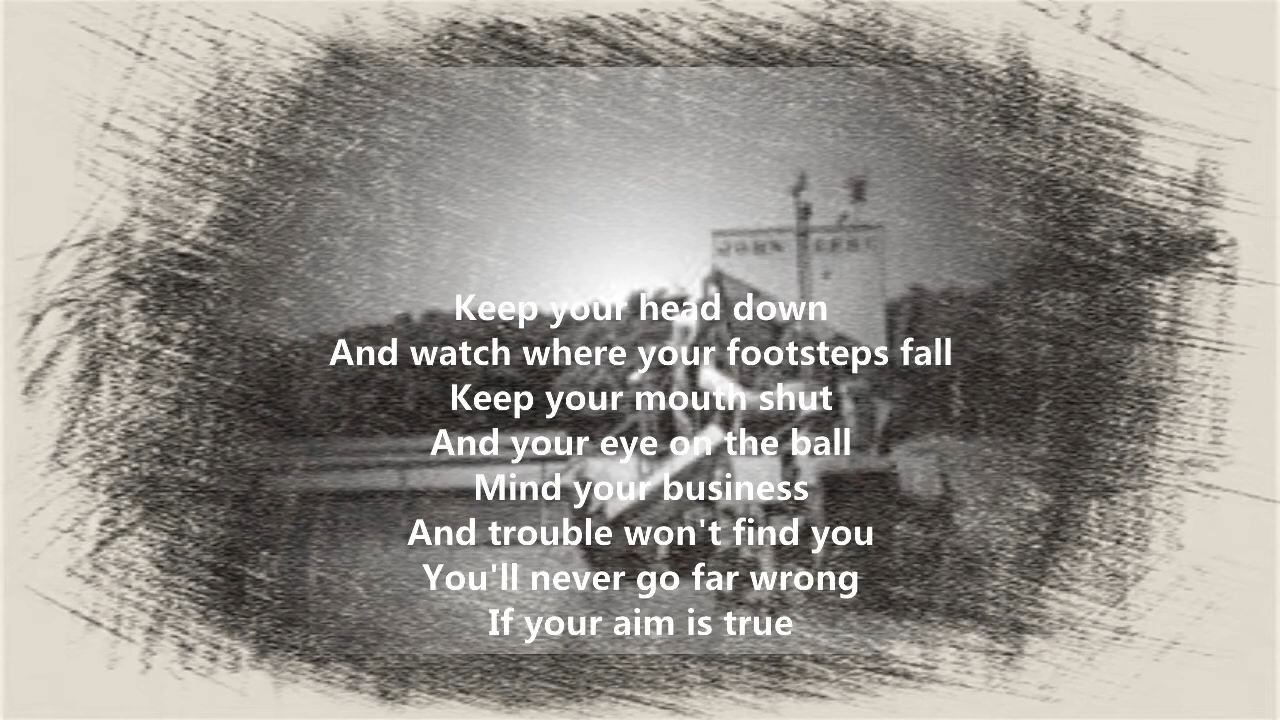 JOHN
Keep your head down
And watch where your footsteps fall
Keep your mouth shut
And your eye on the ball
Mind your business
And trouble won't find you
You'll never go far wrong
If your aim is true